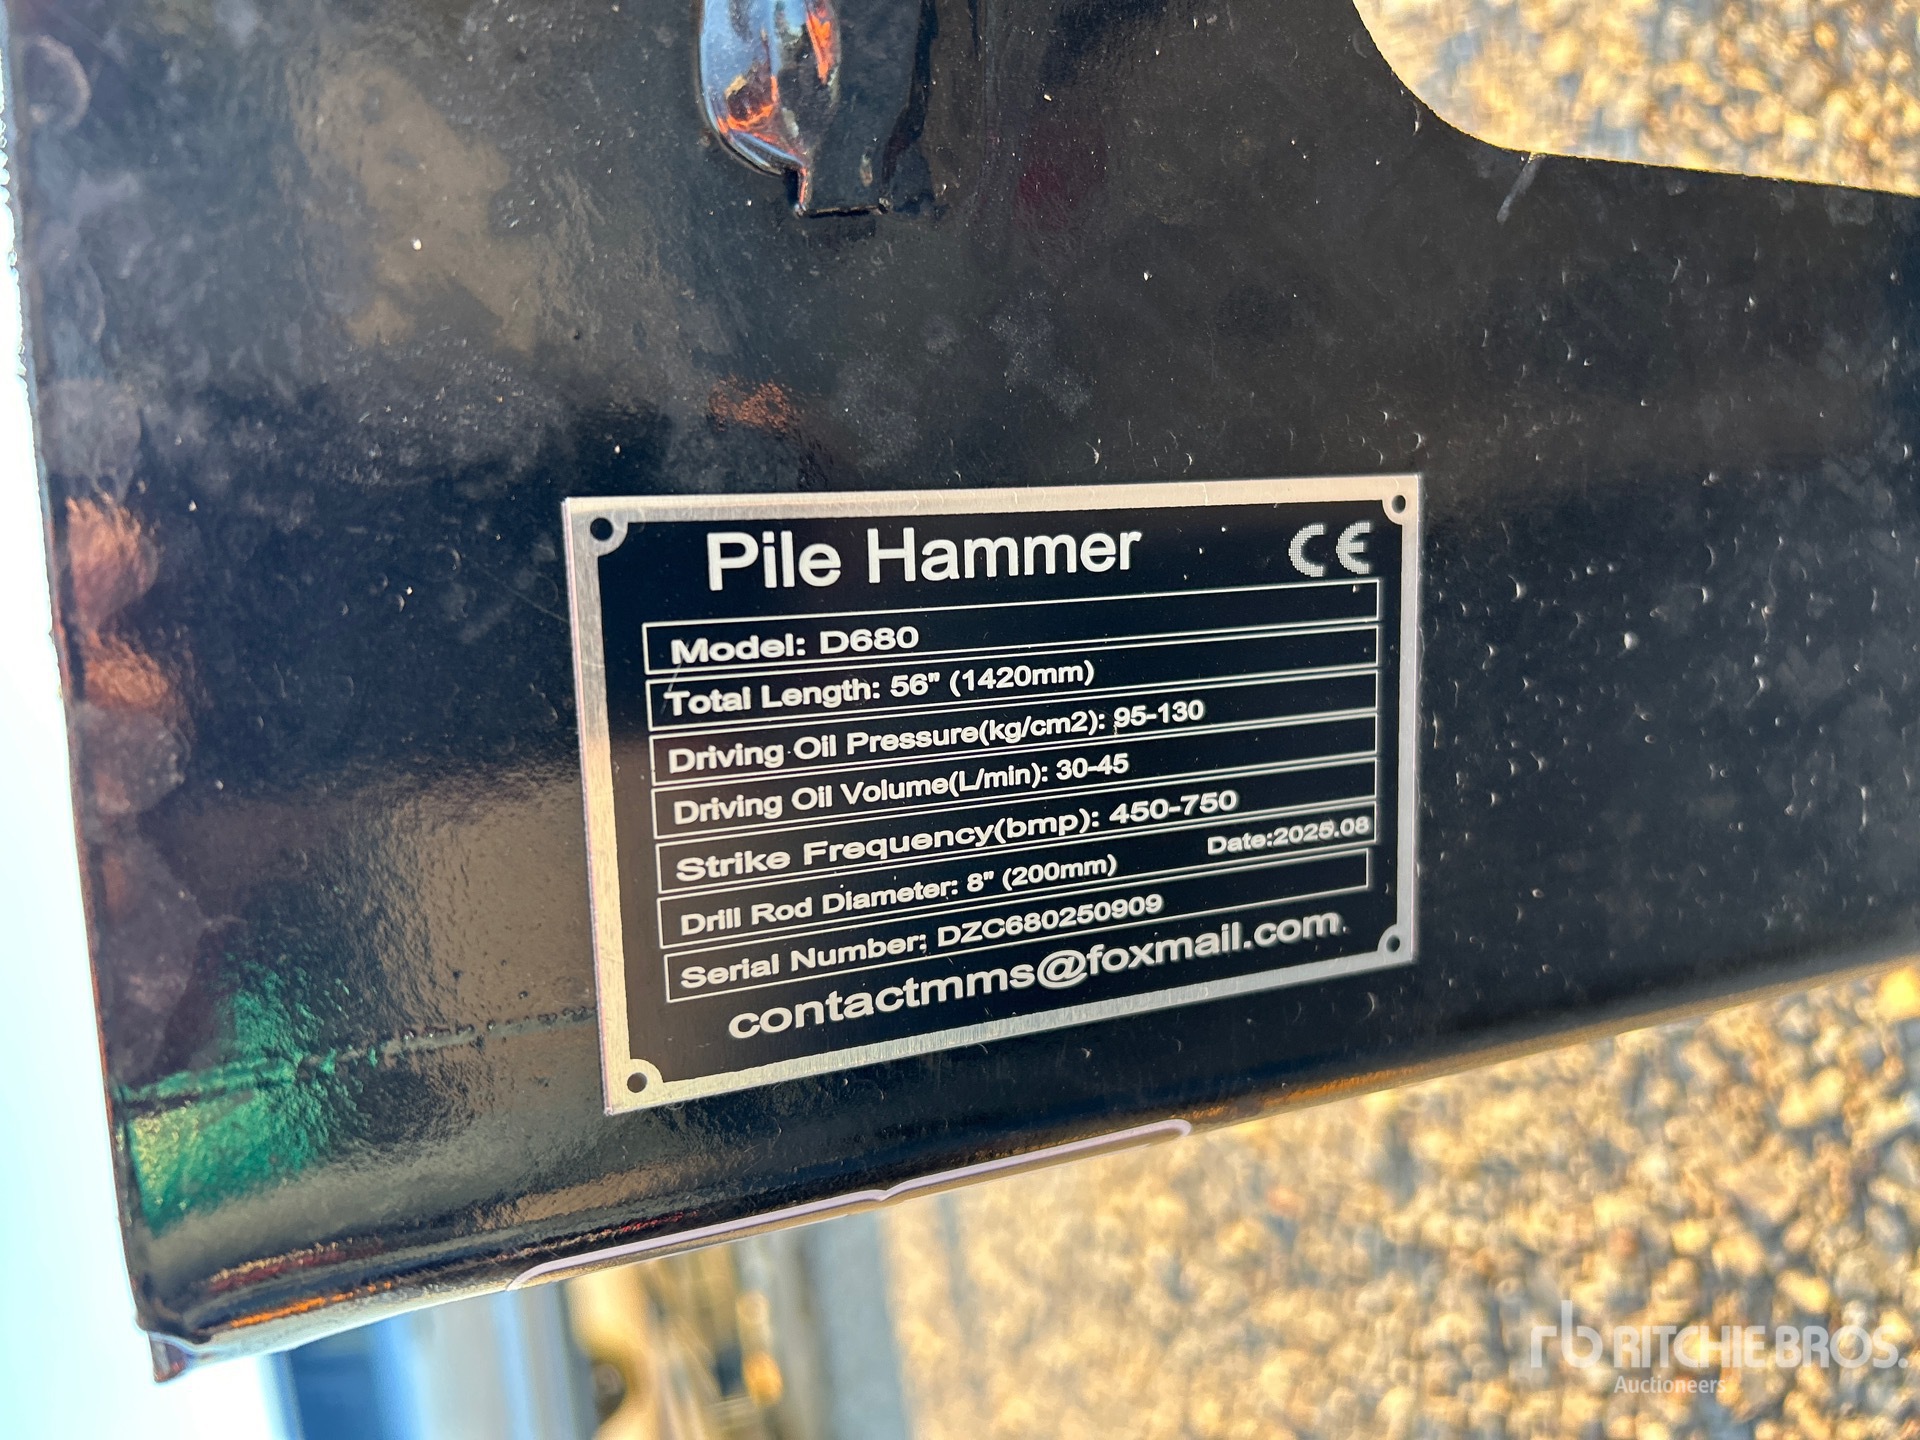 Pile Hammer CE
Model: D680
Total Length: 56" (1420mm)
Driving Oil Pressure(kg/cm2): 95-130
Driving Oil Volume(L/min): 30-45
Strike Frequency(bmp): 450-750
Drill Rod Diameter: 8" (200mm) Date:2025.08
Serial Number: DZC680250909
contactmms@foxmail.com
rb RITCHIE BROS.
Auctioneers